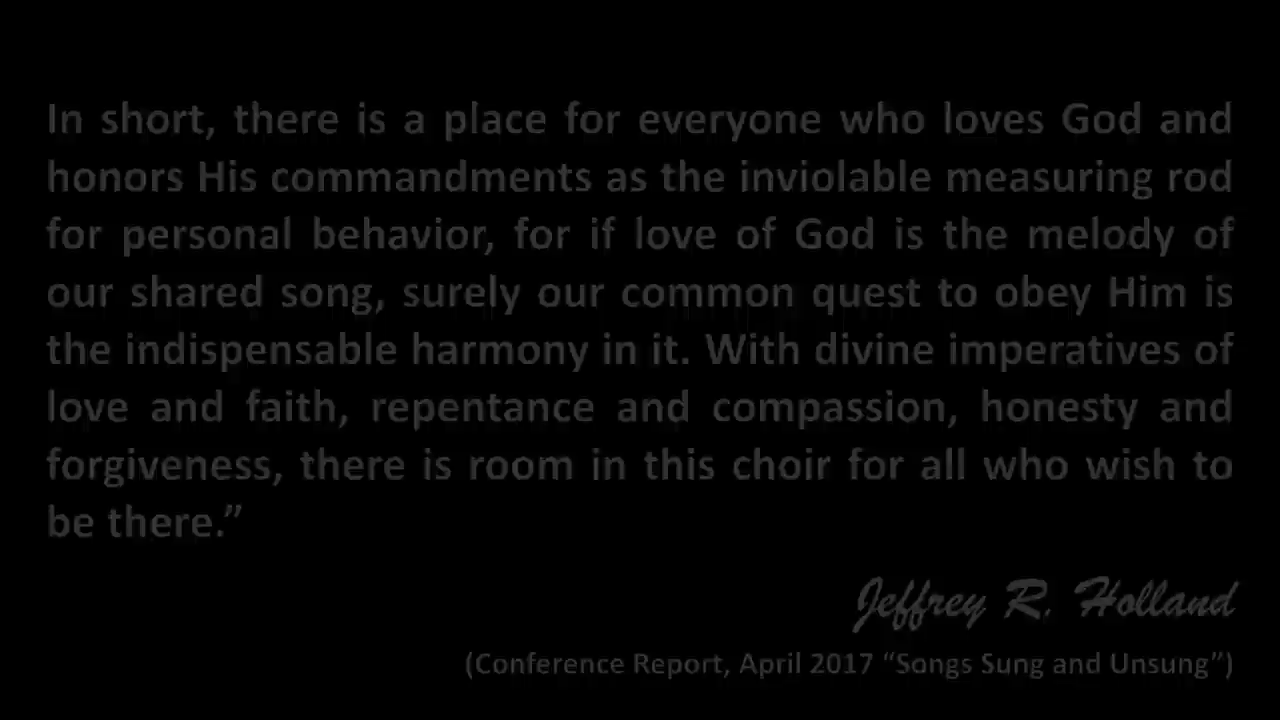 In short, there is a place for everyone who loves God and
honors His commandments as the inviolable measuring rod
for personal behavior, for if love of God is the melody of
our shared song, surely our common quest to obey Him is
the indispensable harmony in it. With divine imperatives of
love and faith, repentance and compassion, honesty and
forgiveness, there is room in this choir for all who wish to
be there.”
Jeffrey R. Holland
(Conference Report, April 2017 “Songs Sung and Unsung”)